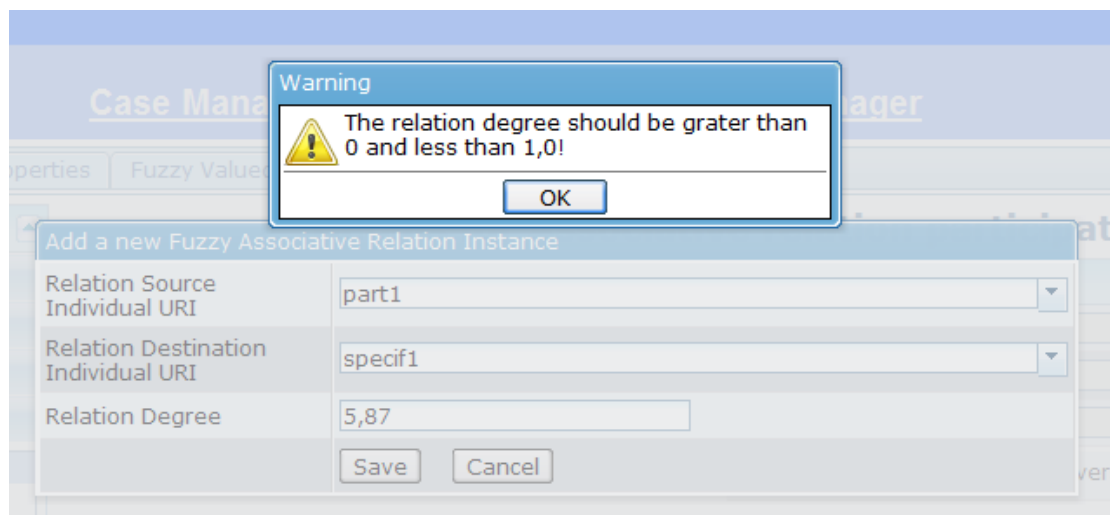 Case Mana
ager
Warning
The relation degree should be grater than
0 and less than 1,0!
OK
perties
Fuzzy Valued
Add a new Fuzzy Associative Relation Instance
Relation Source
Individual URI
part1
Relation Destination
Individual URI
specif1
Relation Degree
5,87
Save
Cancel